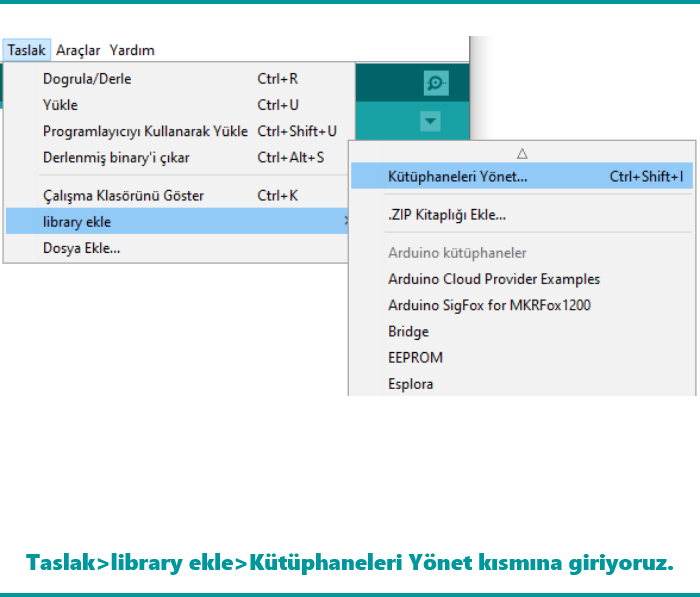 Taslak Araçlar Yardım
Dogrula/Derle Ctrl+R
Yükle Ctrl+U
Programlayıcıyı Kullanarak Yükle Ctrl+Shift+U
Derlenmiş binary'i çıkar Ctrl+Alt+S
Çalışma Klasörünü Göster Ctrl+K
library ekle
Dosya Ekle...
Kütüphaneleri Yönet... Ctrl+Shift+I
.ZIP Kitaplığı Ekle...
Arduino kütüphaneler
Arduino Cloud Provider Examples
Arduino SigFox for MKRFox1200
Bridge
EEPROM
Esplora
Taslak>library ekle>Kütüphaneleri Yönet kısmına giriyoruz.